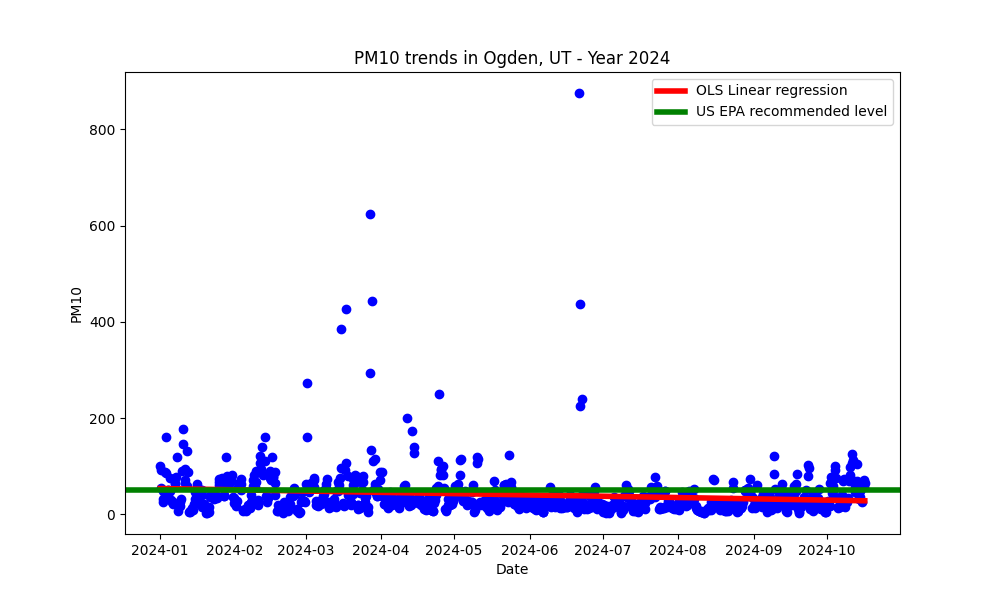 PM10 trends in Ogden, UT - Year 2024
OLS Linear regression
US EPA recommended level
800
600
400
200
0
PM10
2024-01 2024-02 2024-03 2024-04 2024-05 2024-06 2024-07 2024-08 2024-09 2024-10
Date